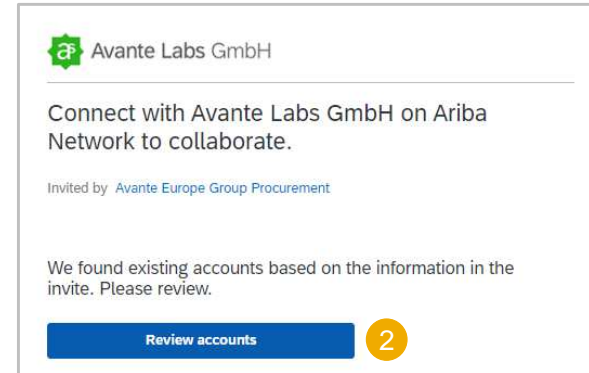 as Avante Labs GmbH
Connect with Avante Labs GmbH on Ariba
Network to collaborate.
Invited by Avante Europe Group Procurement
We found existing accounts based on the information in the
invite. Please review.
Review accounts 2